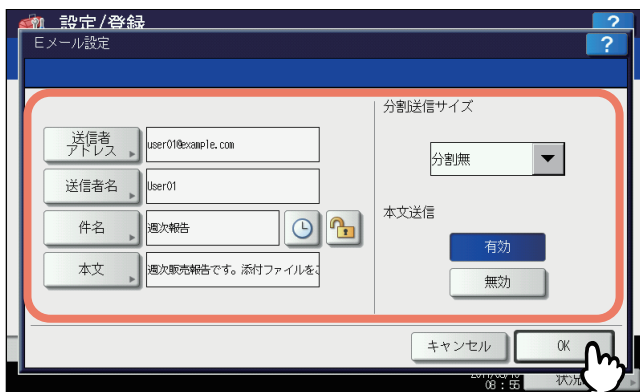 設定/登録
?
Eメール設定
?
送信者
アドレス
user01@example.com
送信者名
User01
件名
週次報告
本文
週次販売報告です。添付ファイルをこ
分割送信サイズ
分割無
本文送信
有効
無効
キャンセル
OK
08:55
状況